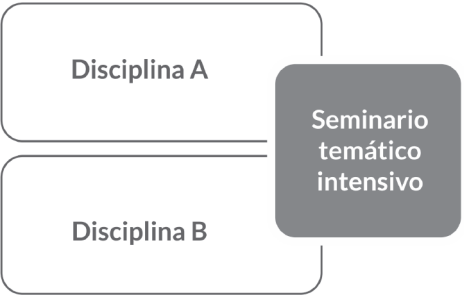 Disciplina A
Seminario
temático
intensivo
Disciplina B